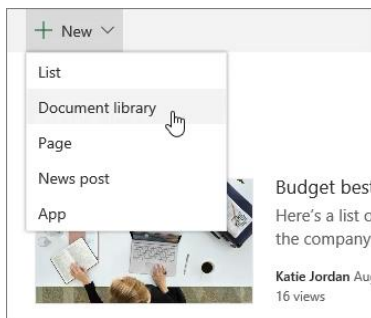 + New
List
Document library
Page
News post
App
Budget best
Here's a list o
the company
Katie Jordan Au
16 views